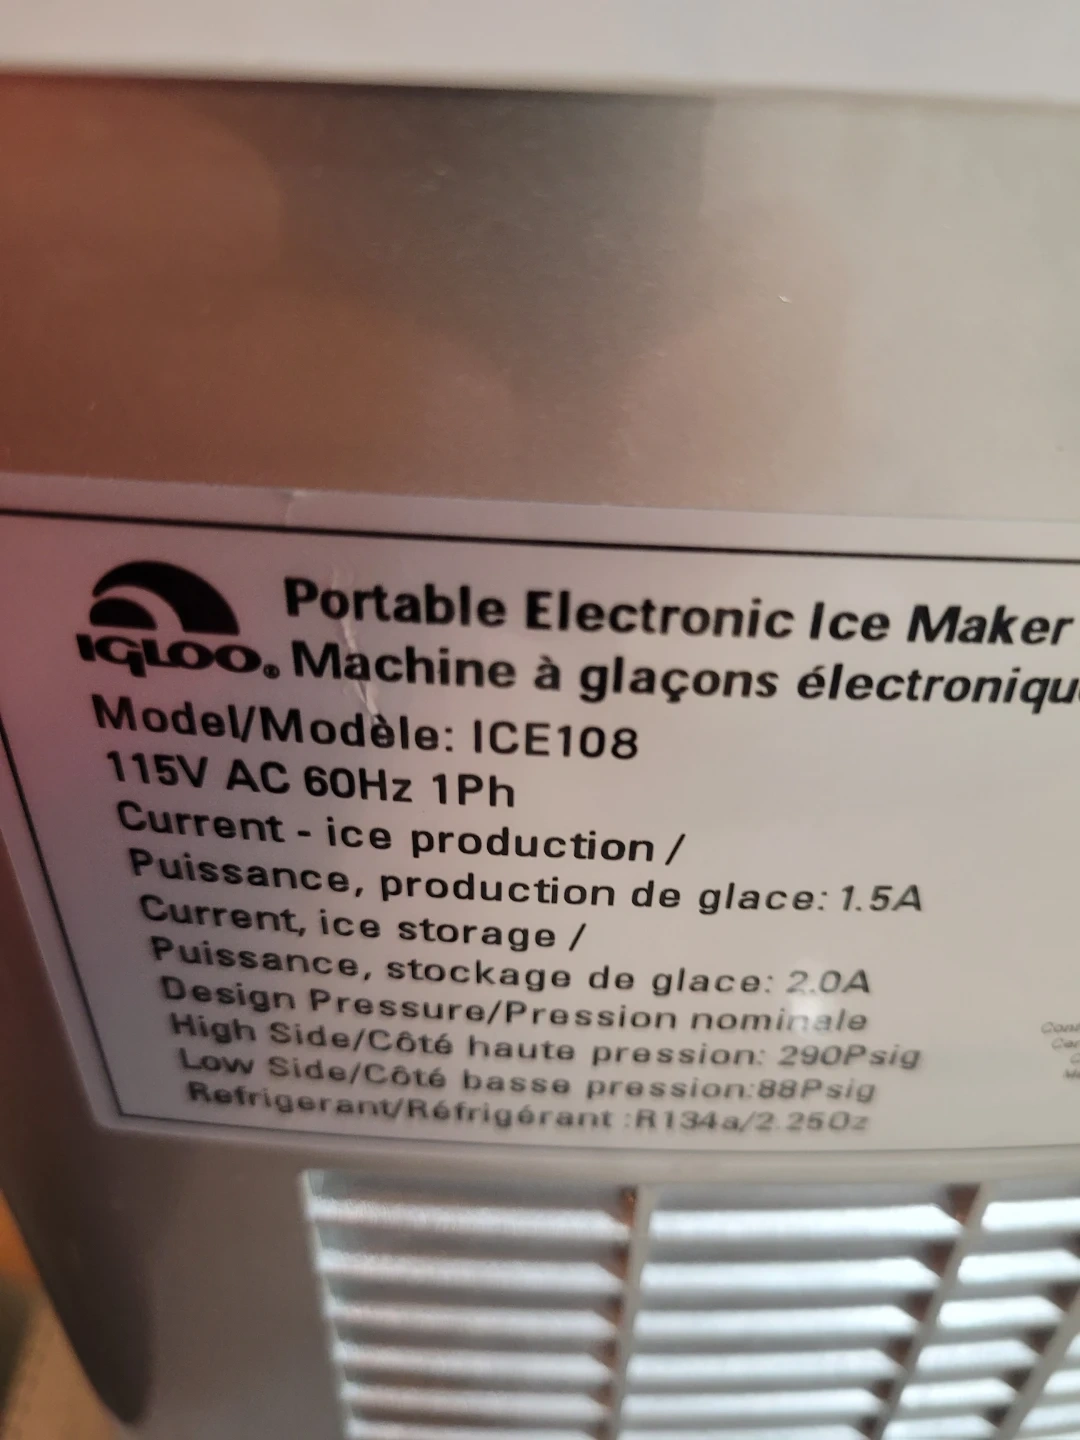 Portable Electronic Ice Maker
IGLOO® Machine à glaçons électroniqu
Model/Modèle: ICE108
115V AC 60Hz 1Ph
Current - ice production /
Puissance, production de glace: 1.5A
Current, ice storage /
Puissance, stockage de glace: 2.0A
Design Pressure/Pression nominale
High Side/Côté haute pression: 290Psig
Low Side/Côté basse pression:88Psig
Refrigerant/Réfrigérant :R134a/2.25Oz